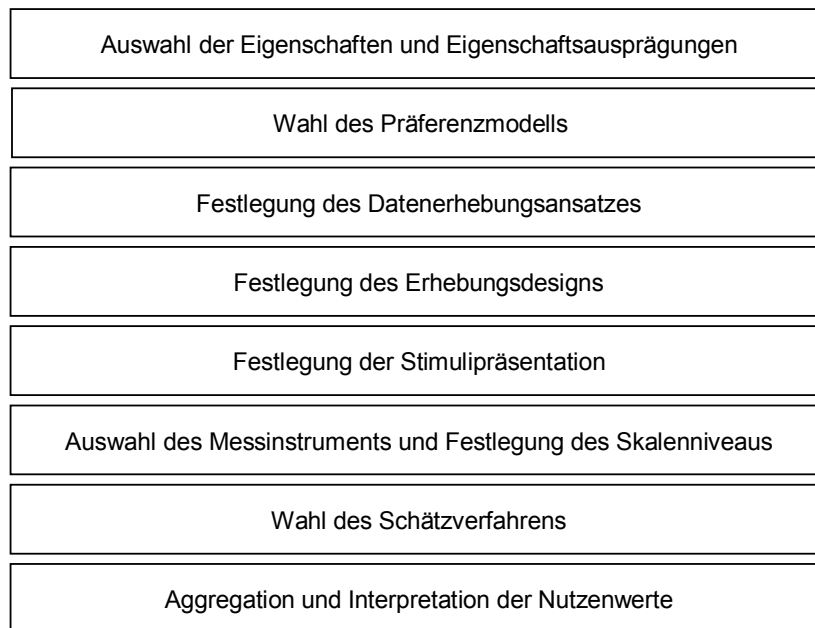 Auswahl der Eigenschaften und Eigenschaftsausprägungen
Wahl des Präferenzmodells
Festlegung des Datenerhebungsansatzes
Festlegung des Erhebungsdesigns
Festlegung der Stimulipräsentation
Auswahl des Messinstruments und Festlegung des Skalenniveaus
Wahl des Schätzverfahrens
Aggregation und Interpretation der Nutzenwerte